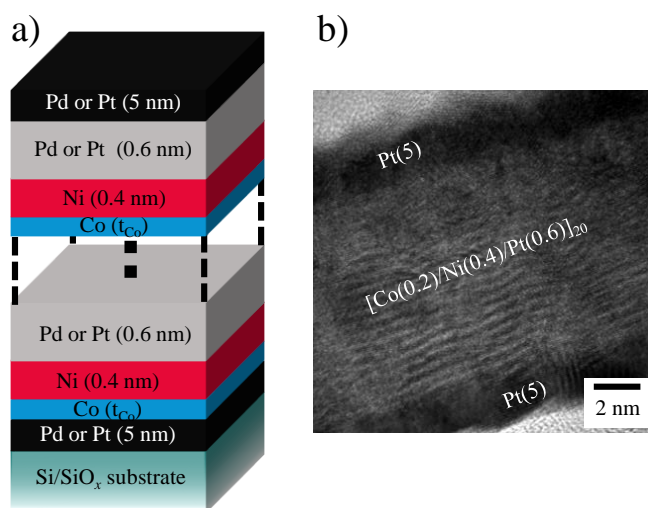 a)
Pd or Pt (5 nm)
Pd or Pt (0.6 nm)
Ni (0.4 nm)
Co (tCo)
Pd or Pt (0.6 nm)
Ni (0.4 nm)
Co (tCo)
Pd or Pt (5 nm)
Si/SiOx substrate
b)
Pt(5)
[Co(0.2)/Ni(0.4)/Pt(0.6)]20
Pt(5)
2 nm